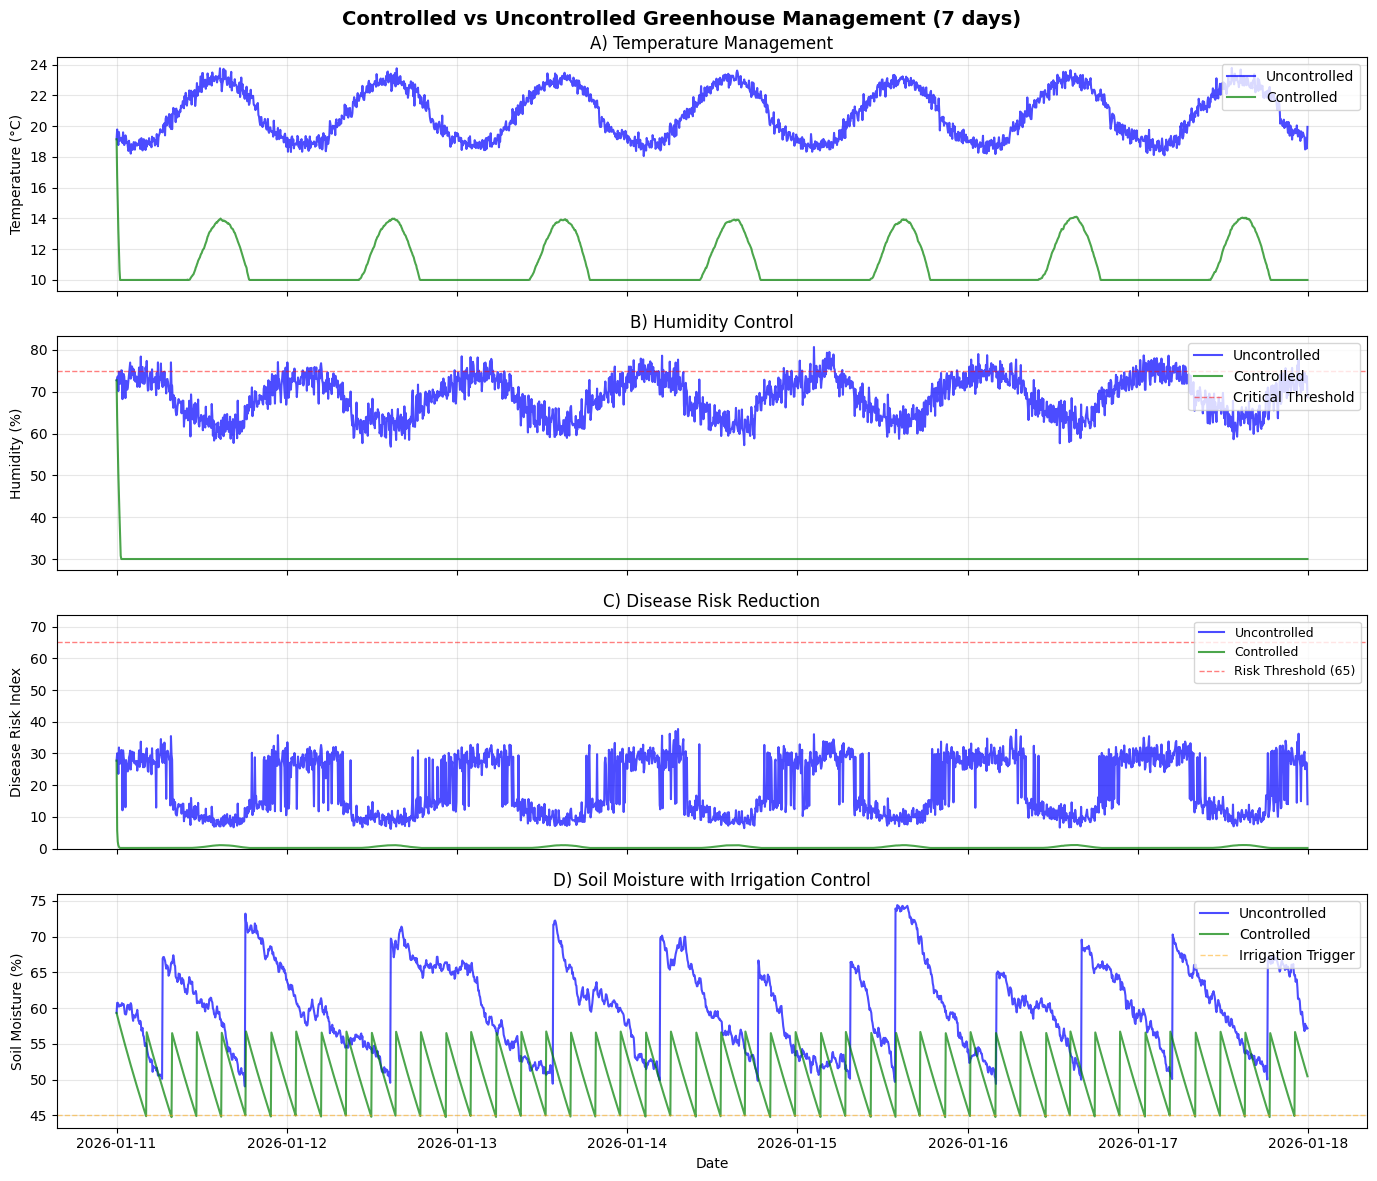 Controlled vs Uncontrolled Greenhouse Management (7 days)
A) Temperature Management
Temperature (°C)
24
22
20
18
16
14
12
10
Uncontrolled
Controlled
B) Humidity Control
Humidity (%)
80
70
60
50
40
30
Uncontrolled
Controlled
Critical Threshold
C) Disease Risk Reduction
Disease Risk Index
70
60
50
40
30
20
10
0
Uncontrolled
Controlled
Risk Threshold (65)
D) Soil Moisture with Irrigation Control
Soil Moisture (%)
75
70
65
60
55
50
45
Uncontrolled
Controlled
Irrigation Trigger
2026-01-11 2026-01-12 2026-01-13 2026-01-14 2026-01-15 2026-01-16 2026-01-17 2026-01-18
Date